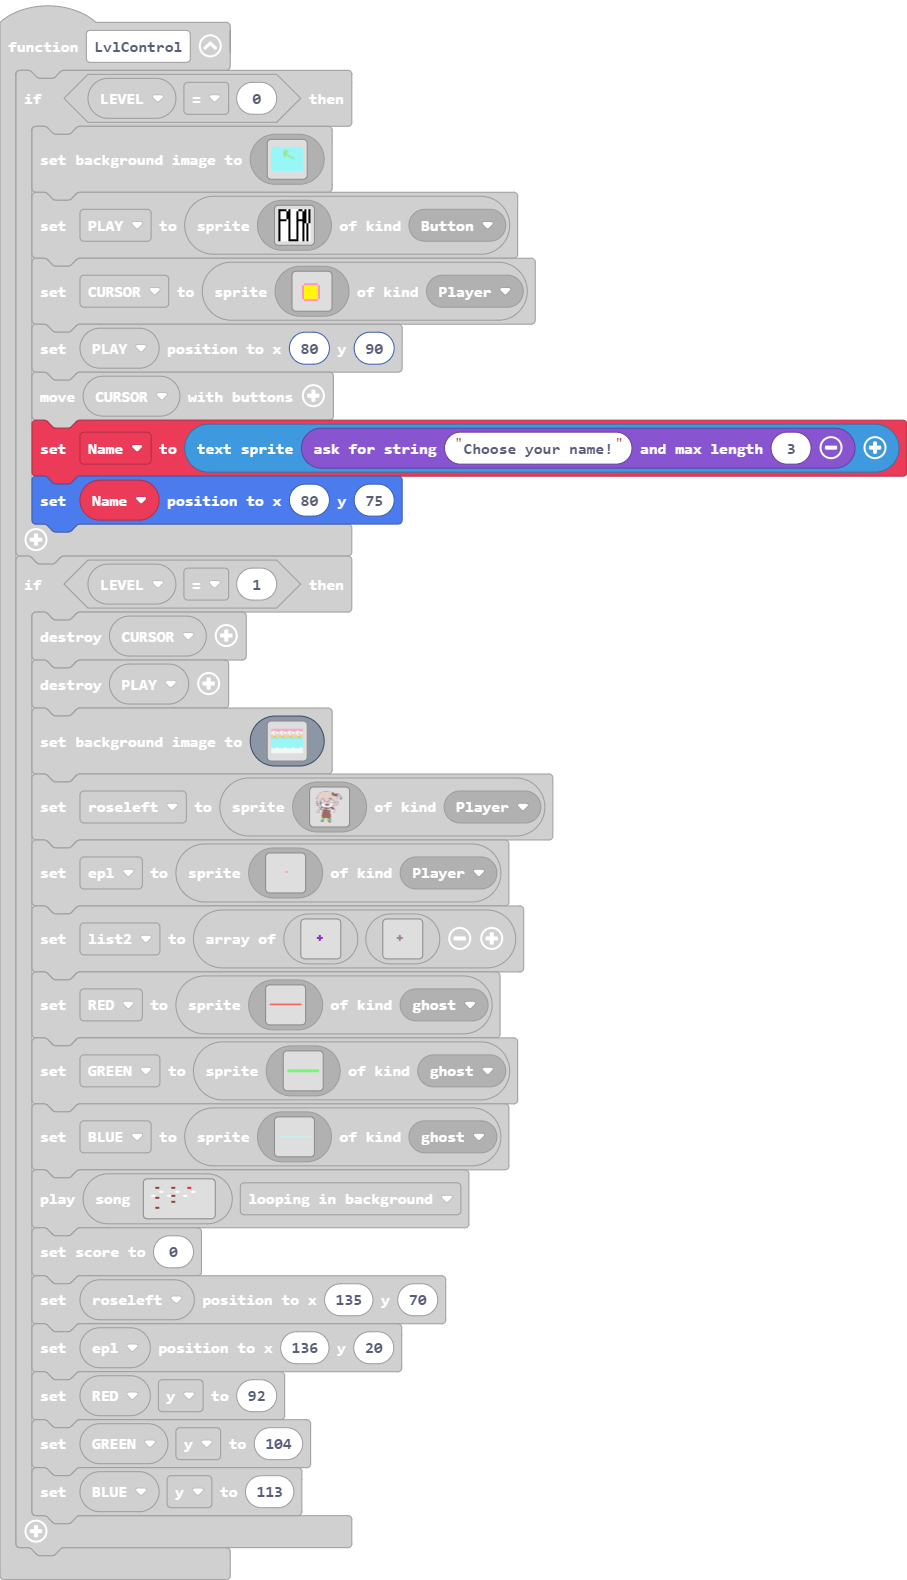 function LvlControl
if LEVEL = 0 then
set background image to
set PLAY to sprite PLAY of kind Button
set CURSOR to sprite of kind Player
set PLAY position to x 80 y 90
move CURSOR with buttons
set Name to text sprite ask for string "Choose your name!" and max length 3
set Name position to x 80 y 75
if LEVEL = 1 then
destroy CURSOR
destroy PLAY
set background image to
set roseleft to sprite of kind Player
set epl to sprite of kind Player
set list2 to array of
set RED to sprite of kind ghost
set GREEN to sprite of kind ghost
set BLUE to sprite of kind ghost
play song looping in background
set score to 0
set roseleft position to x 135 y 70
set epl position to x 136 y 20
set RED y to 92
set GREEN y to 104
set BLUE y to 113